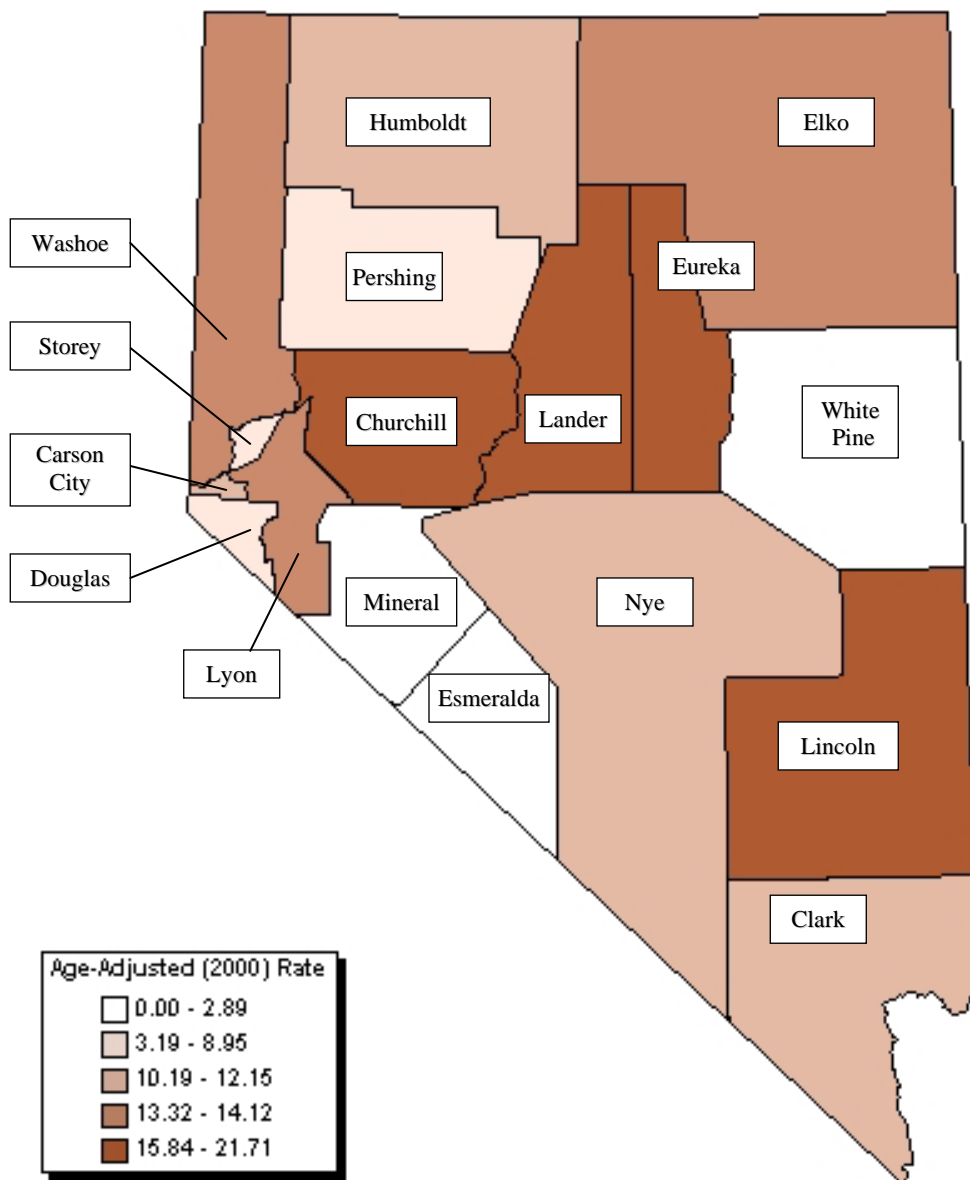 Humboldt
Elko
Washoe
Pershing
Eureka
Storey
Churchill
Lander
White
Pine
Carson
City
Douglas
Mineral
Nye
Lyon
Esmeralda
Lincoln
Clark
Age-Adjusted (2000) Rate
0.00 - 2.89
3.19 - 8.95
10.19 - 12.15
13.32 - 14.12
15.84 - 21.71